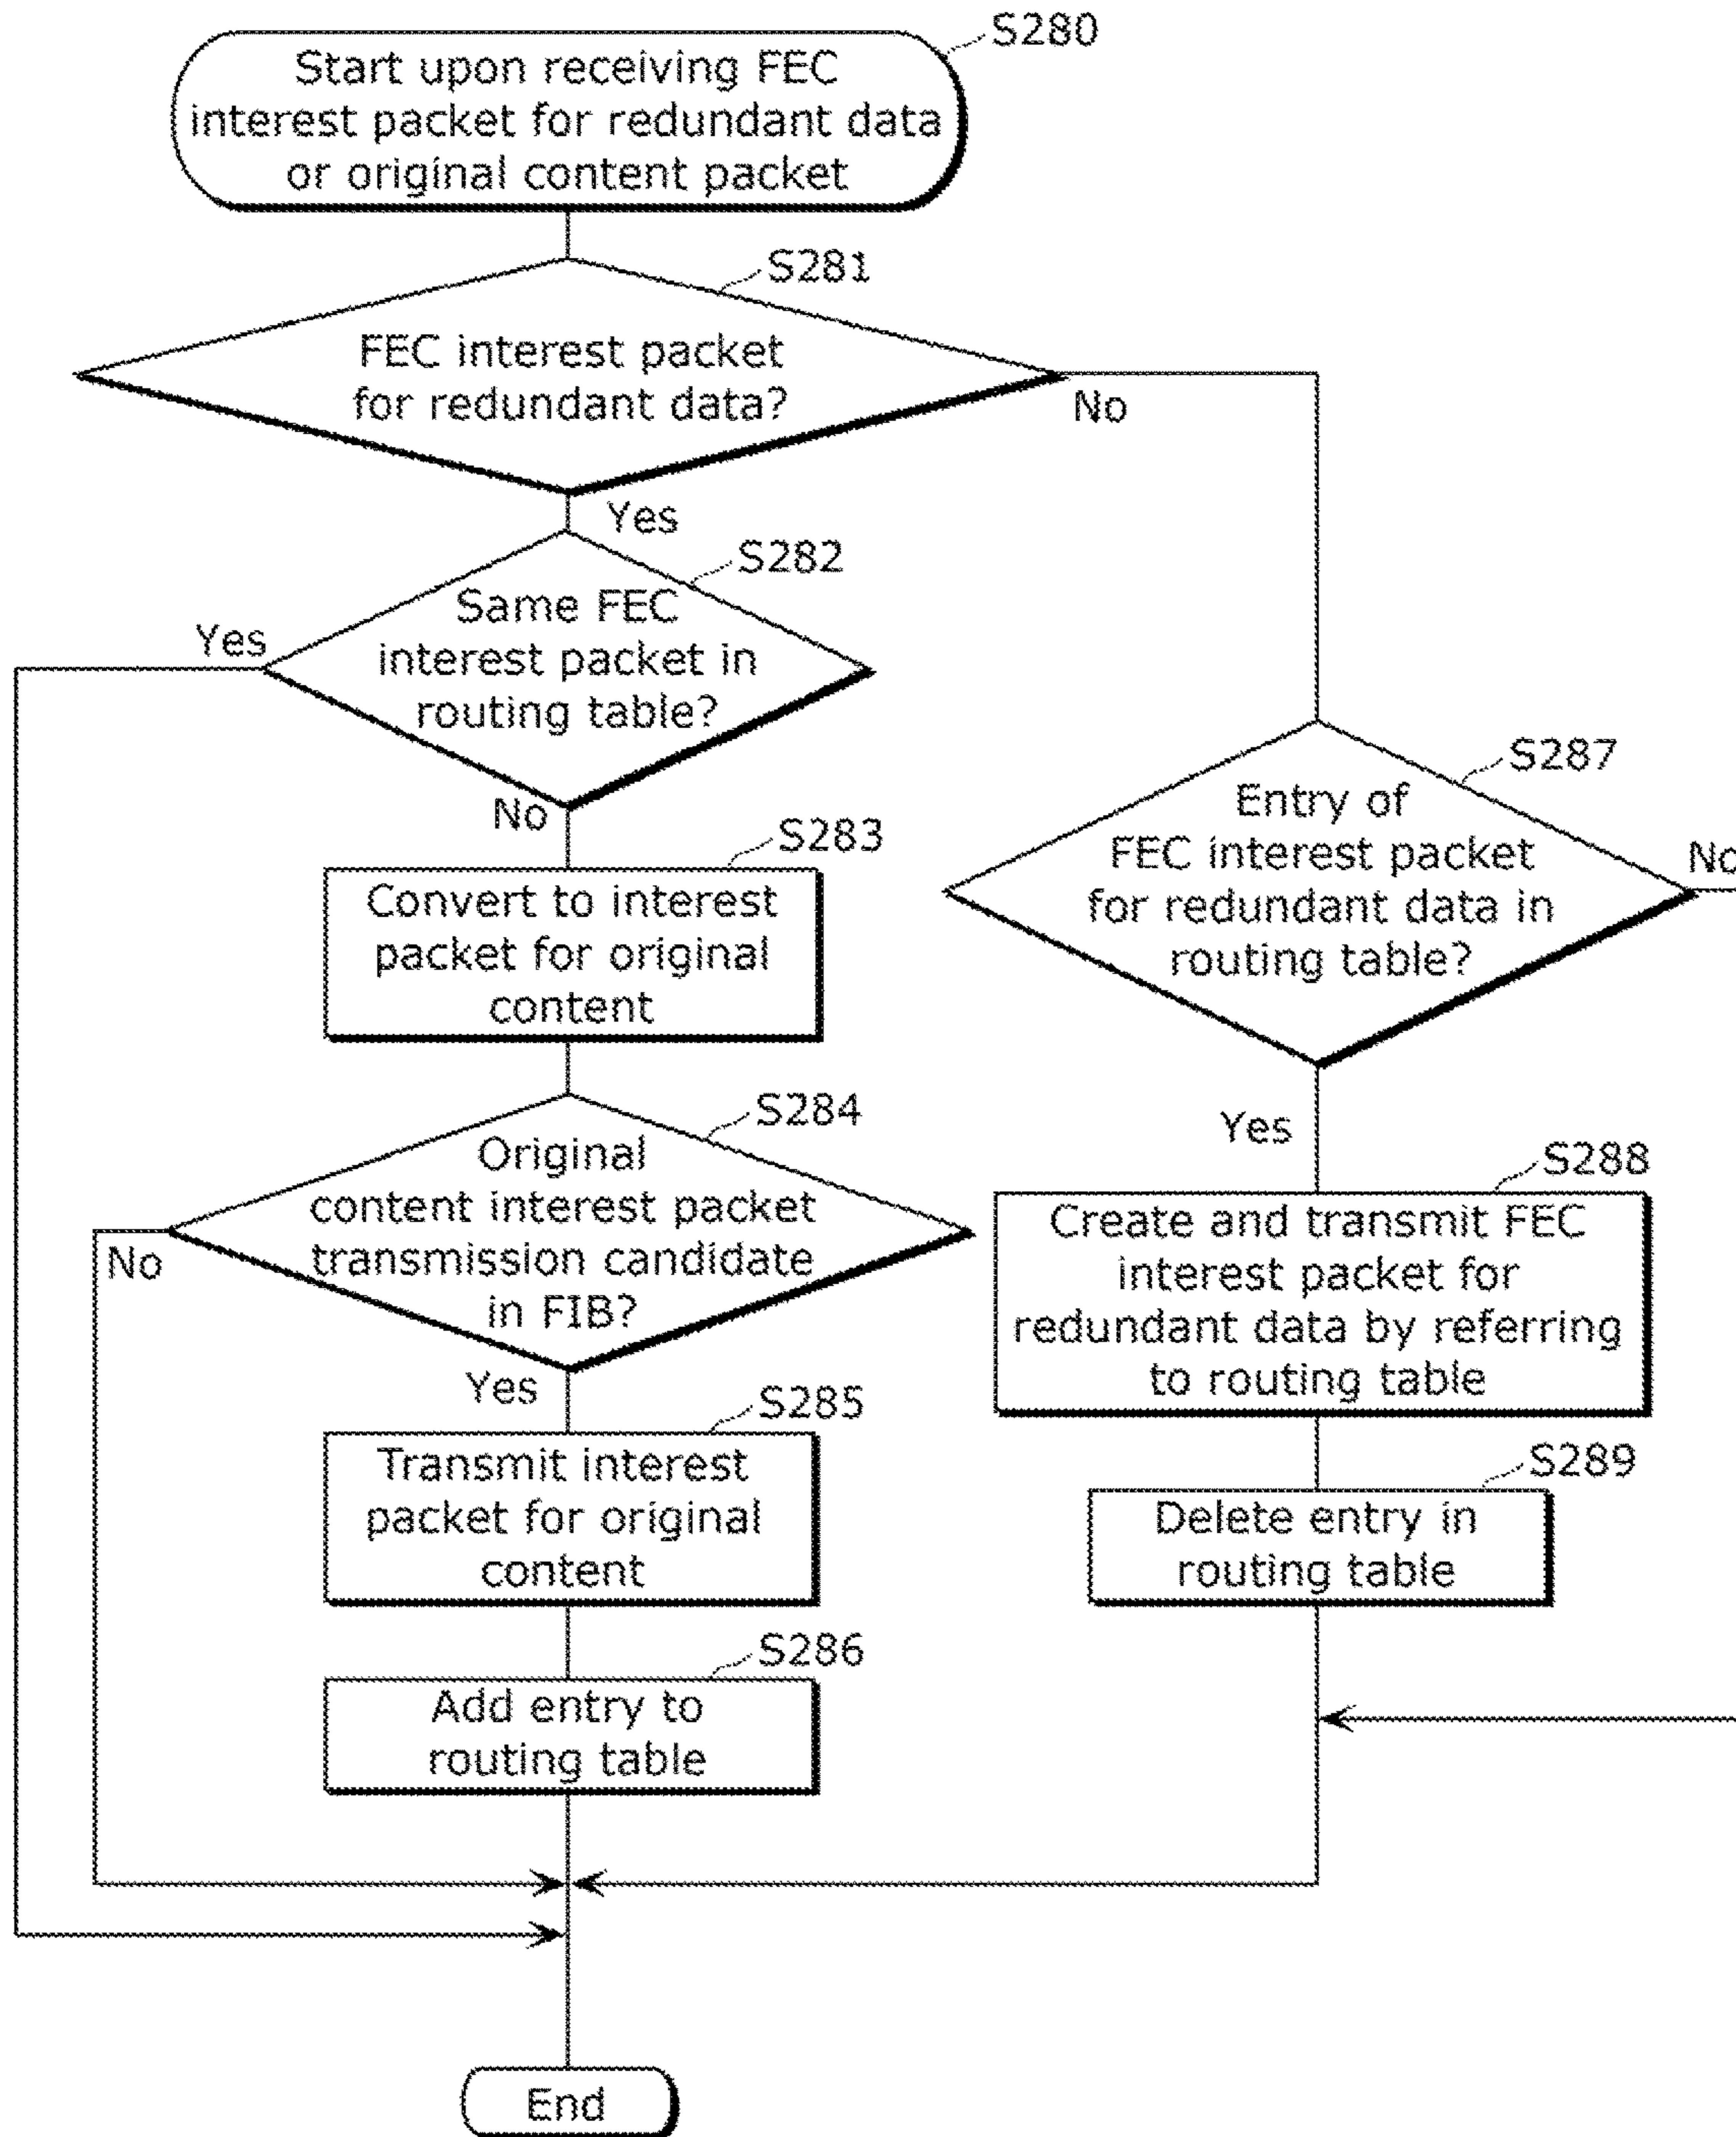 S280
Start upon receiving FEC
interest packet for redundant data
or original content packet
S281
FEC interest packet
for redundant data?
No
Yes
S282
Same FEC
interest packet in
routing table?
Yes
No
S283
Convert to interest
packet for original
content
S284
Original
content interest packet
transmission candidate
in FIB?
No
Yes
S285
Transmit interest
packet for original
content
S286
Add entry to
routing table
S287
Entry of
FEC interest packet
for redundant data in
routing table?
No
Yes
S288
Create and transmit FEC
interest packet for
redundant data by referring
to routing table
S289
Delete entry in
routing table
End